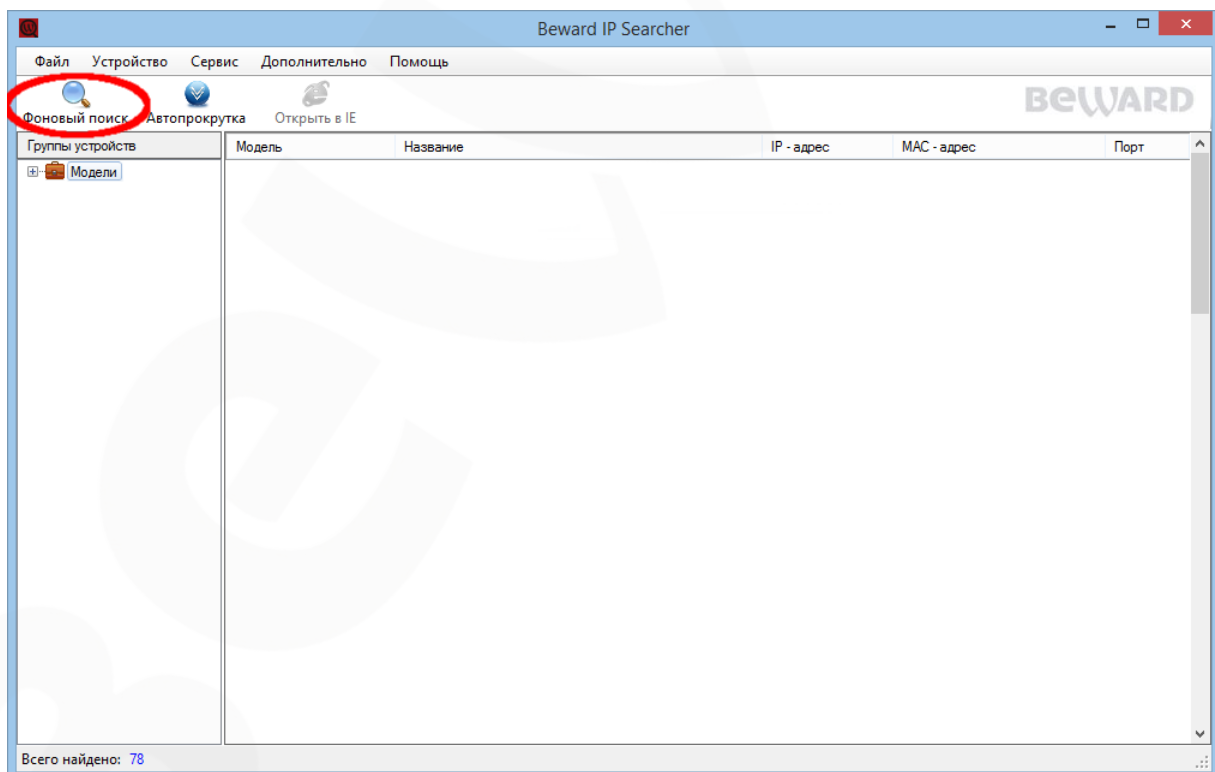 Beward IP Searcher
Файл Устройство Сервис Дополнительно Помощь
BEWARD
Фоновый поиск Автопрокрутка Открыть в IE
Группы устройств Модель Название IP - адрес MAC - адрес Порт
Модели
Всего найдено: 78